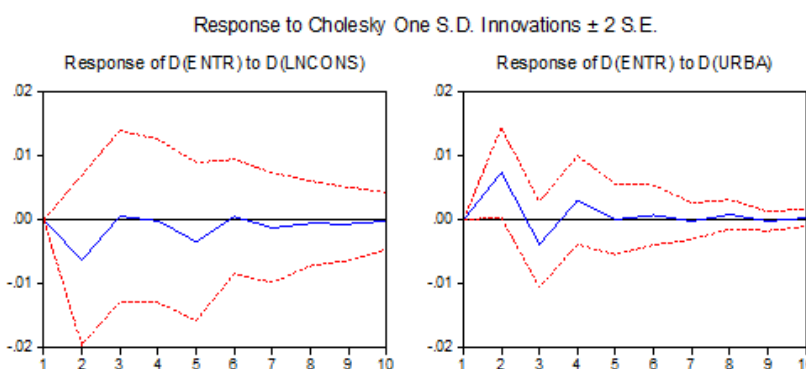 Response to Cholesky One S.D. Innovations ± 2 S.E.
Response of D(ENTR) to D(LNCONS)
.02
.01
.00
-.01
-.02
1 2 3 4 5 6 7 8 9 10
Response of D(ENTR) to D(URBA)
.02
.01
.00
-.01
-.02
1 2 3 4 5 6 7 8 9 10